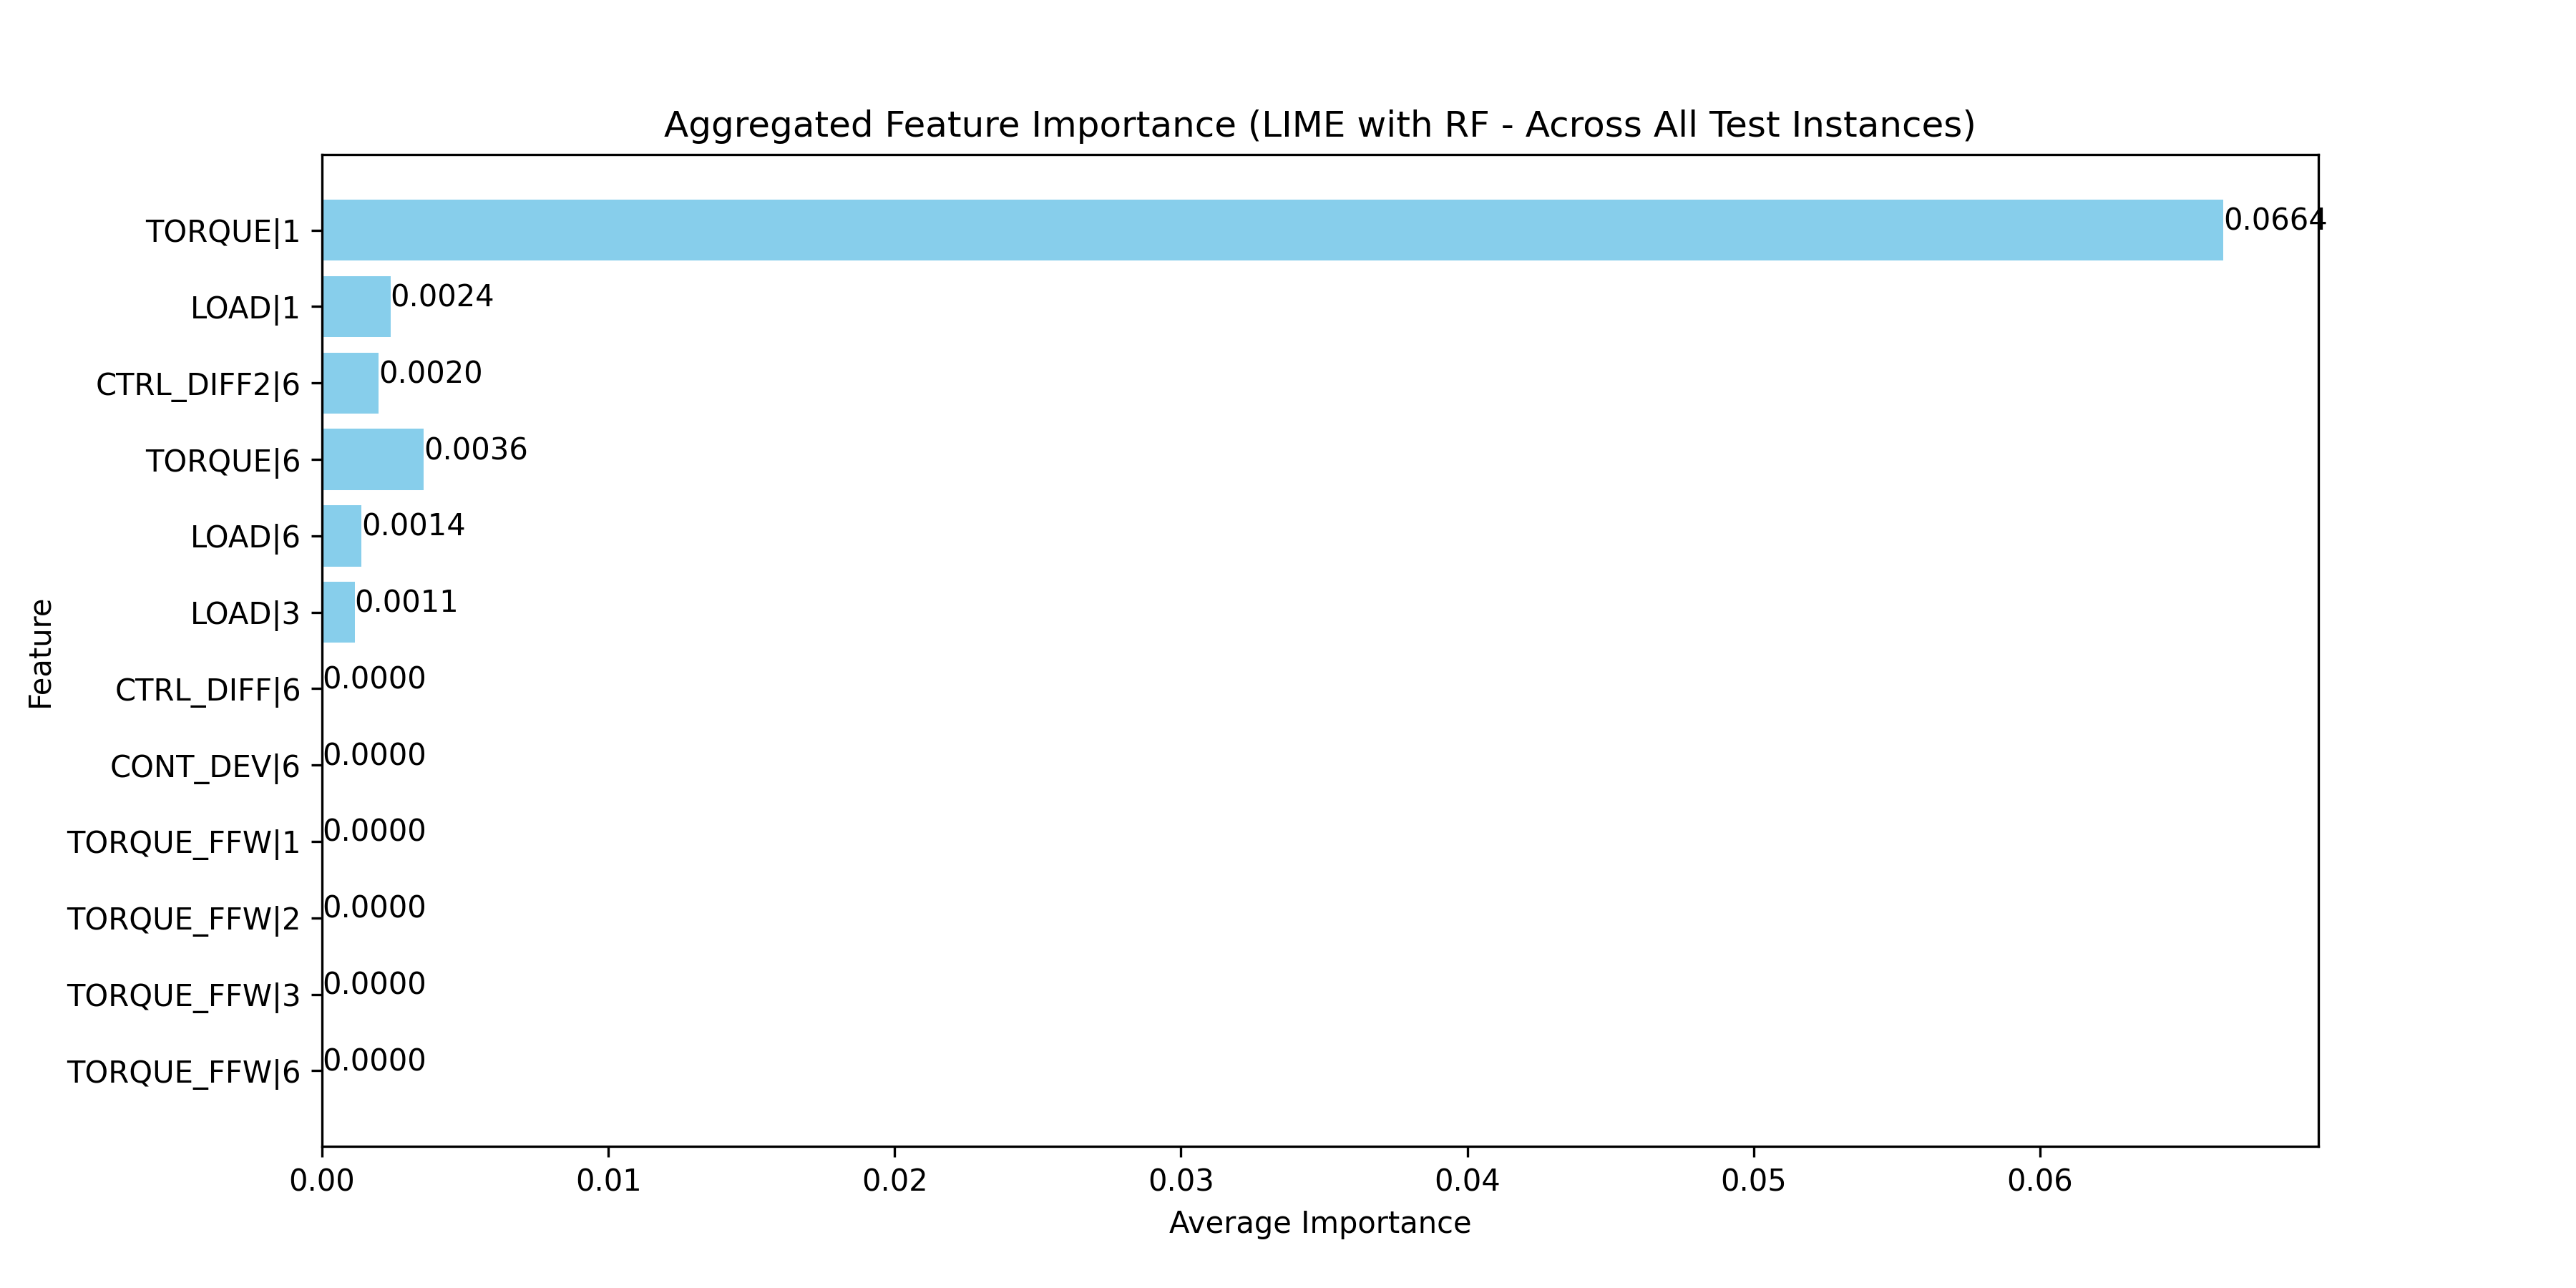 Aggregated Feature Importance (LIME with RF - Across All Test Instances)
TORQUE|1 0.0664
LOAD|1 0.0024
CTRL_DIFF2|6 0.0020
TORQUE|6 0.0036
LOAD|6 0.0014
LOAD|3 0.0011
CTRL_DIFF|6 0.0000
CONT_DEV|6 0.0000
TORQUE_FFW|1 0.0000
TORQUE_FFW|2 0.0000
TORQUE_FFW|3 0.0000
TORQUE_FFW|6 0.0000
Feature
0.00 0.01 0.02 0.03 0.04 0.05 0.06
Average Importance